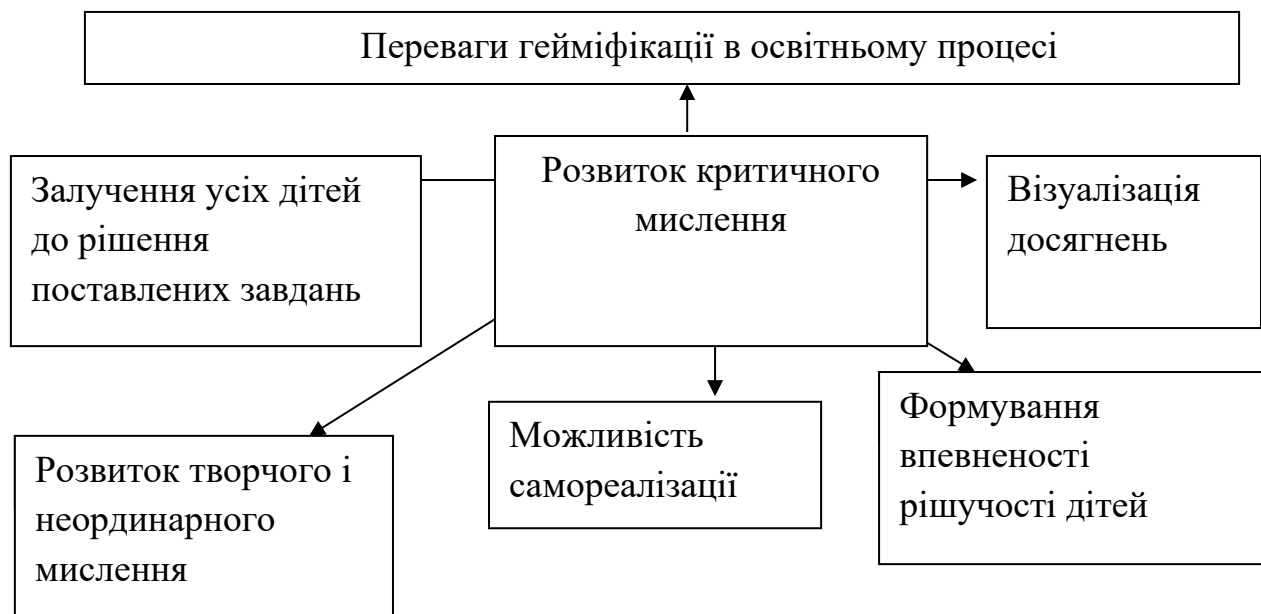 Переваги гейміфікації в освітньому процесі
Залучення усіх дітей
до рішення
поставлених завдань
Розвиток критичного
мислення
Візуалізація
досягнень
Розвиток творчого і
неординарного
мислення
Можливість
самореалізації
Формування
впевненості
рішучості дітей